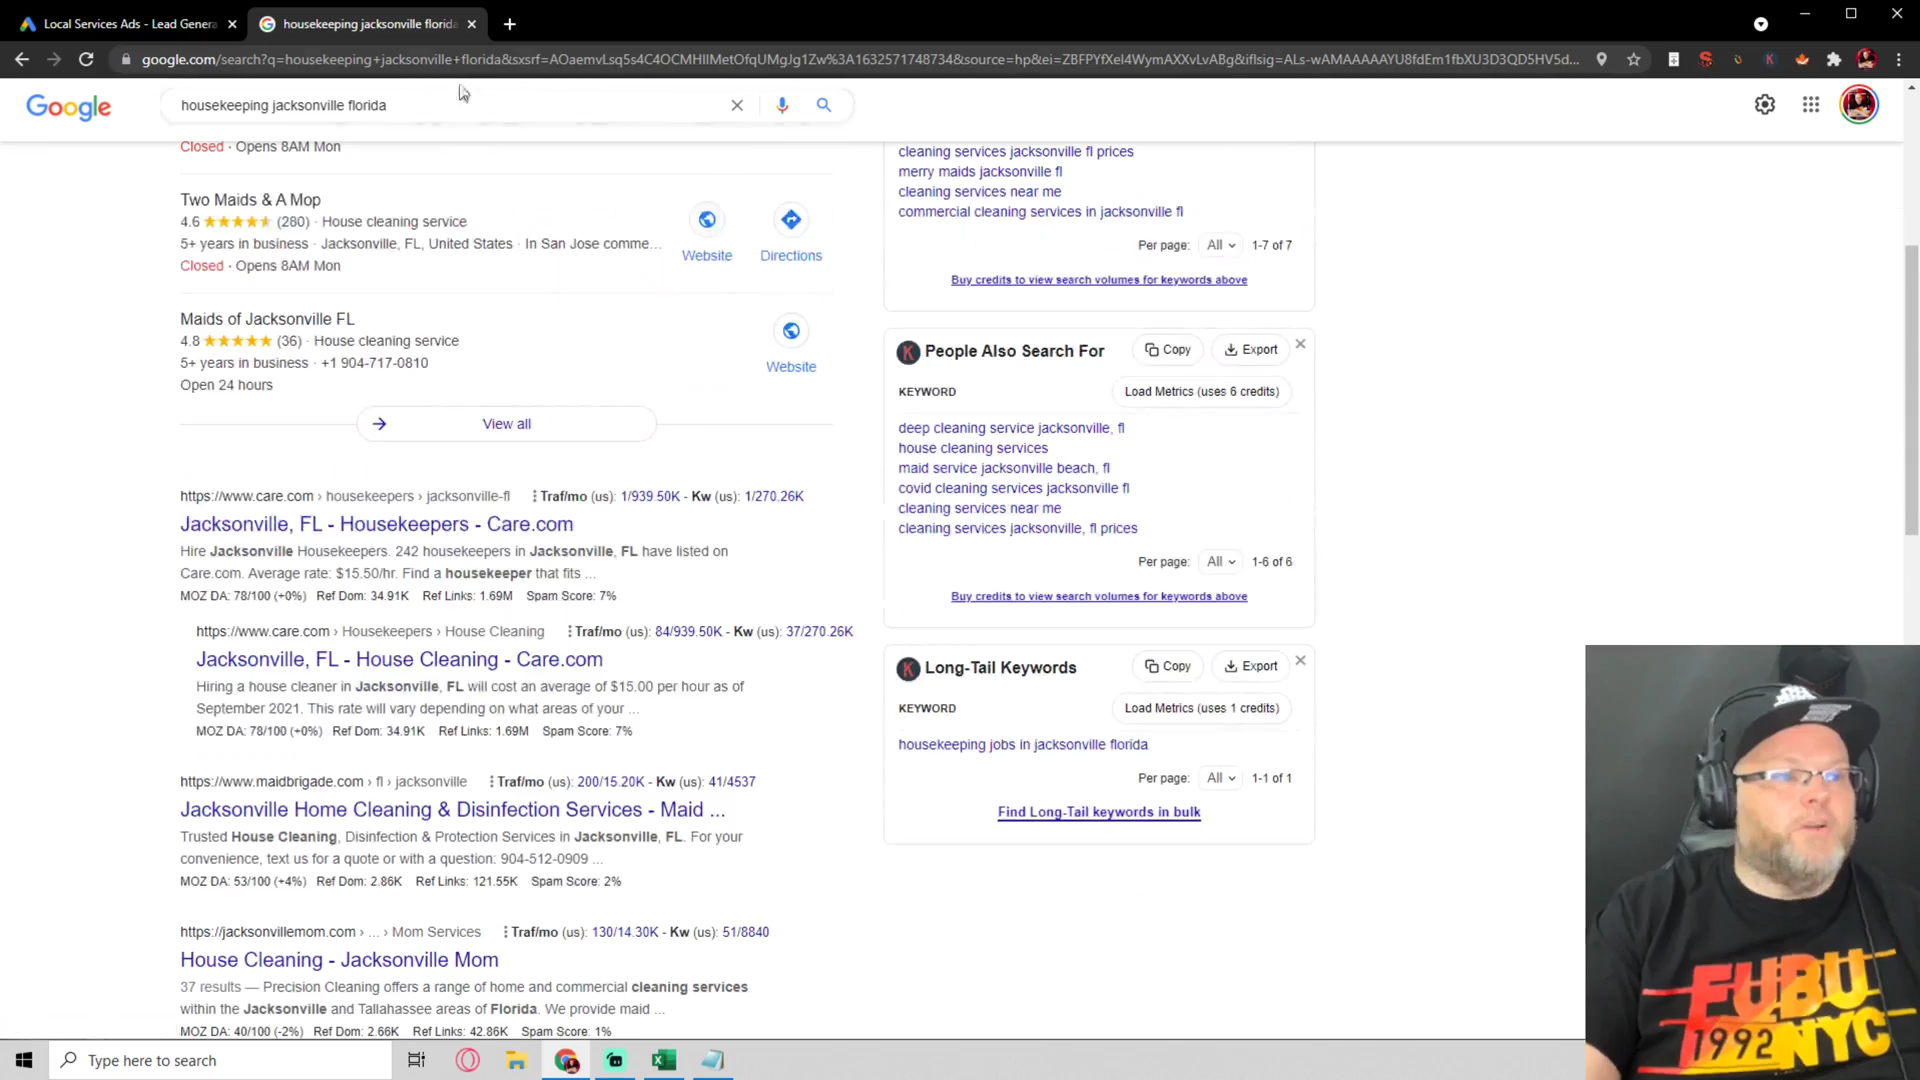 Local Services Ads - Lead Genera
housekeeping jacksonville florida
google.com/search?q=housekeeping+jacksonville+florida&sxsrf=AOaemvLsq5s4C4OCMHIIMetOfqUMgJg1Zw%3A1632571748734&source=hp&ei=ZBFPYfXeI4WymAXXvLvABg&iflsig=ALs-wAMAAAAAYU8fdEm1fbXU3D3QD5HV5d...
Google
housekeeping jacksonville florida
Closed · Opens 8AM Mon
Two Maids & A Mop
4.6 (280) · House cleaning service
5+ years in business · Jacksonville, FL, United States · In San Jose comme...
Closed · Opens 8AM Mon
Website
Directions
Maids of Jacksonville FL
4.8 (36) · House cleaning service
5+ years in business · +1 904-717-0810
Open 24 hours
Website
View all
https://www.care.com › housekeepers › jacksonville-fl Traf/mo (us): 1/939.50K - Kw (us): 1/270.26K
Jacksonville, FL - Housekeepers - Care.com
Hire Jacksonville Housekeepers. 242 housekeepers in Jacksonville, FL have listed on
Care.com. Average rate: $15.50/hr. Find a housekeeper that fits ...
MOZ DA: 78/100 (+0%) Ref Dom: 34.91K Ref Links: 1.69M Spam Score: 7%
https://www.care.com › Housekeepers › House Cleaning Traf/mo (us): 84/939.50K - Kw (us): 37/270.26K
Jacksonville, FL - House Cleaning - Care.com
Hiring a house cleaner in Jacksonville, FL will cost an average of $15.00 per hour as of
September 2021. This rate will vary depending on what areas of your ...
MOZ DA: 78/100 (+0%) Ref Dom: 34.91K Ref Links: 1.69M Spam Score: 7%
https://www.maidbrigade.com › fl › jacksonville Traf/mo (us): 200/15.20K - Kw (us): 41/4537
Jacksonville Home Cleaning & Disinfection Services - Maid ...
Trusted House Cleaning, Disinfection & Protection Services in Jacksonville, FL. For your
convenience, text us for a quote or with a question: 904-512-0909 ...
MOZ DA: 53/100 (+4%) Ref Dom: 2.86K Ref Links: 121.55K Spam Score: 2%
https://jacksonvillemom.com › ... › Mom Services Traf/mo (us): 130/14.30K - Kw (us): 51/8840
House Cleaning - Jacksonville Mom
37 results — Precision Cleaning offers a range of home and commercial cleaning services
within the Jacksonville and Tallahassee areas of Florida. We provide maid ...
MOZ DA: 40/100 (-2%) Ref Dom: 2.66K Ref Links: 42.86K Spam Score: 1%
cleaning services jacksonville fl prices
merry maids jacksonville fl
cleaning services near me
commercial cleaning services in jacksonville fl
Per page: All 1-7 of 7
Buy credits to view search volumes for keywords above
K People Also Search For Copy Export
KEYWORD Load Metrics (uses 6 credits)
deep cleaning service jacksonville, fl
house cleaning services
maid service jacksonville beach, fl
covid cleaning services jacksonville fl
cleaning services near me
cleaning services jacksonville, fl prices
Per page: All 1-6 of 6
Buy credits to view search volumes for keywords above
K Long-Tail Keywords Copy Export
KEYWORD Load Metrics (uses 1 credits)
housekeeping jobs in jacksonville florida
Per page: All 1-1 of 1
Find Long-Tail keywords in bulk
FUBU
1992 NYC
Type here to search